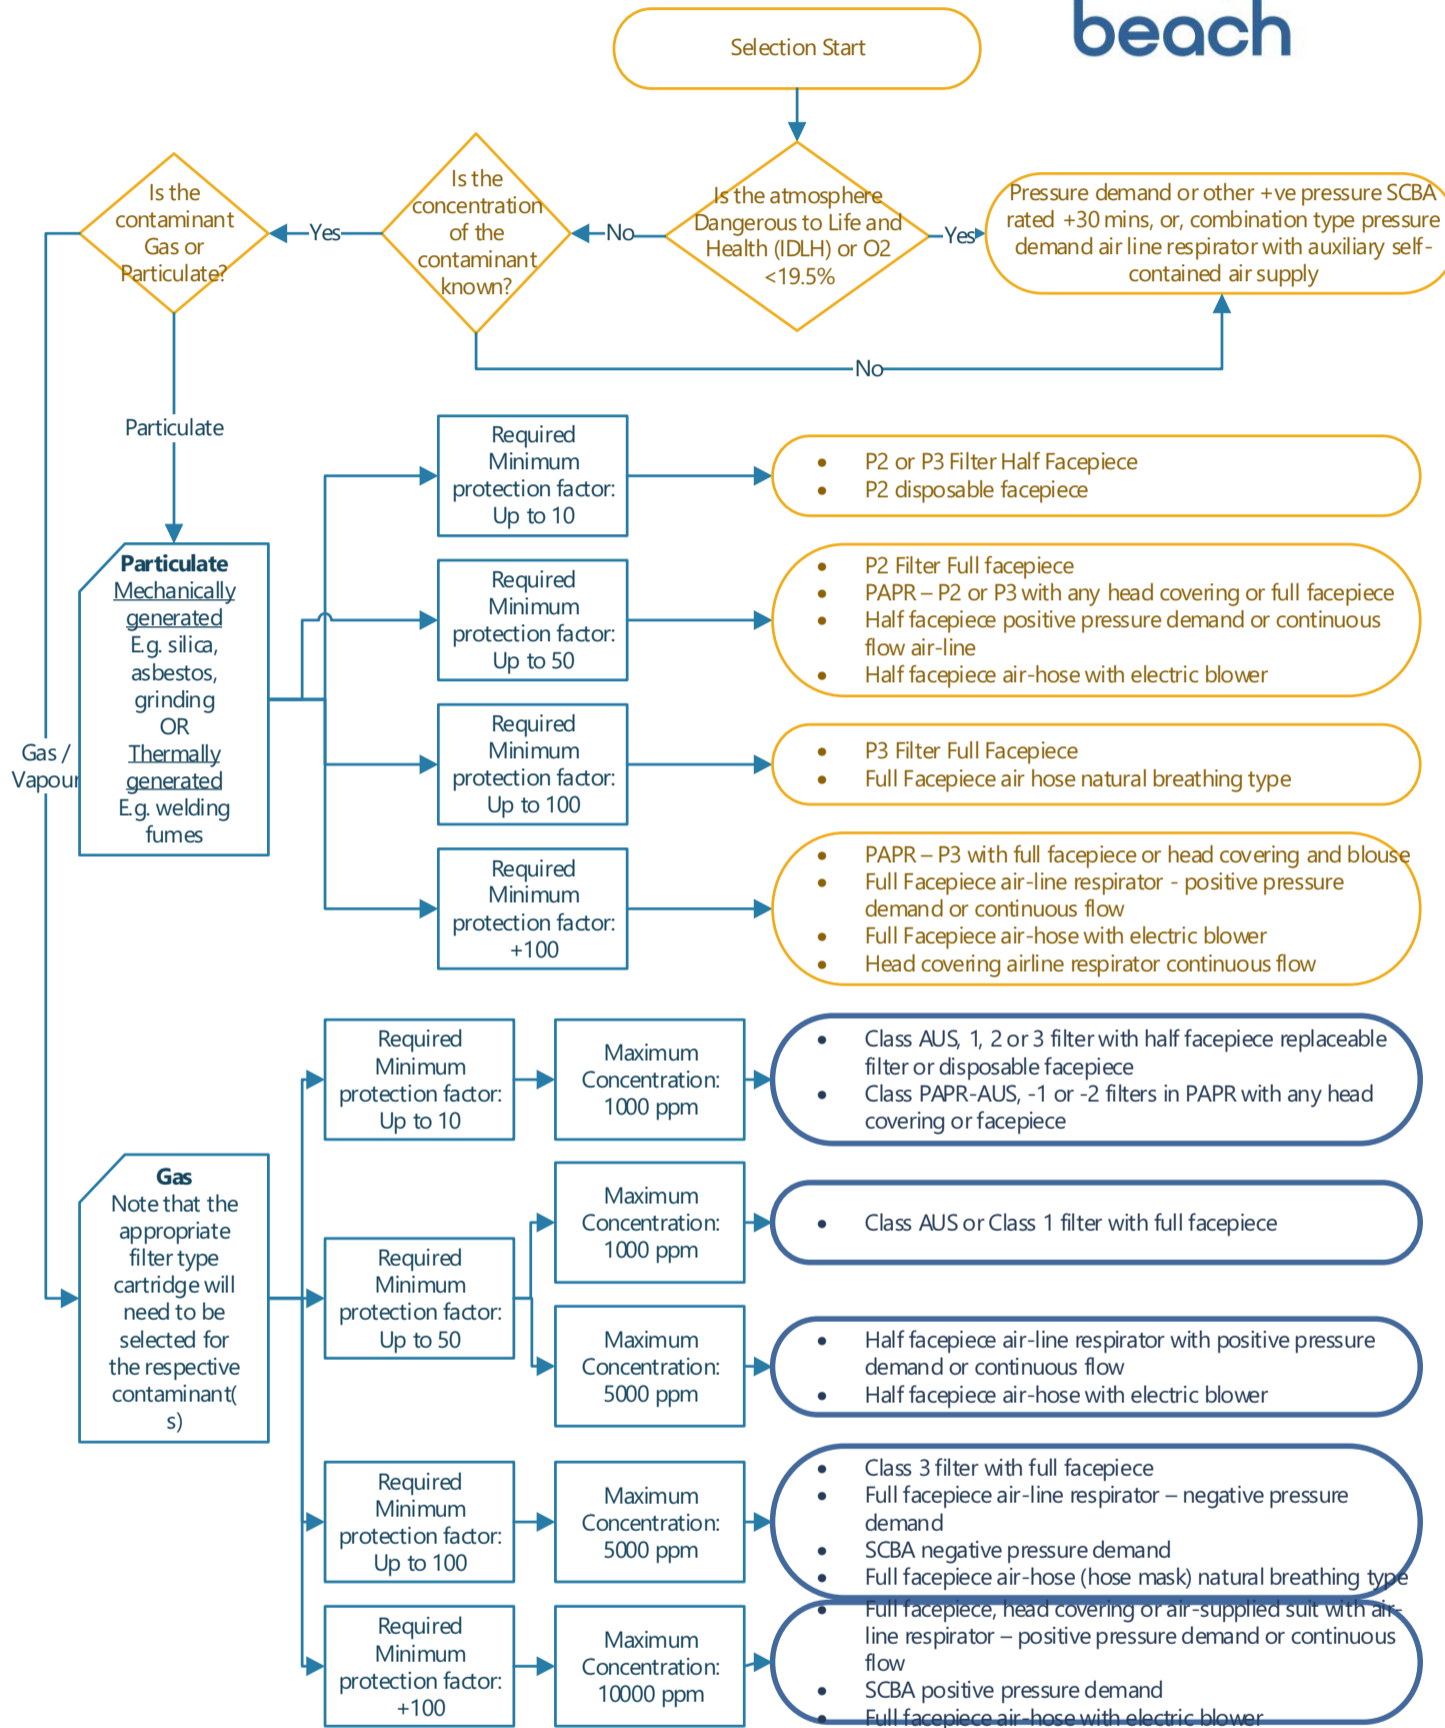 beach
Selection Start
Is the atmosphere
Dangerous to Life and
Health (IDLH) or O2
<19.5%
Yes
Pressure demand or other +ve pressure SCBA
rated +30 mins, or, combination type pressure
demand air line respirator with auxiliary self-
contained air supply
No
Is the
concentration
of the
contaminant
known?
No
Yes
Is the
contaminant
Gas or
Particulate?
Particulate
Gas /
Vapour
Particulate
Mechanically
generated
E.g. silica,
asbestos,
grinding
OR
Thermally
generated
E.g. welding
fumes
Required
Minimum
protection factor:
Up to 10
• P2 or P3 Filter Half Facepiece
• P2 disposable facepiece
Required
Minimum
protection factor:
Up to 50
• P2 Filter Full facepiece
• PAPR – P2 or P3 with any head covering or full facepiece
• Half facepiece positive pressure demand or continuous
flow air-line
• Half facepiece air-hose with electric blower
Required
Minimum
protection factor:
Up to 100
• P3 Filter Full Facepiece
• Full Facepiece air hose natural breathing type
Required
Minimum
protection factor:
+100
• PAPR – P3 with full facepiece or head covering and blouse
• Full Facepiece air-line respirator - positive pressure
demand or continuous flow
• Full Facepiece air-hose with electric blower
• Head covering airline respirator continuous flow
Gas
Note that the
appropriate
filter type
cartridge will
need to be
selected for
the respective
contaminant(
s)
Required
Minimum
protection factor:
Up to 10
Maximum
Concentration:
1000 ppm
• Class AUS, 1, 2 or 3 filter with half facepiece replaceable
filter or disposable facepiece
• Class PAPR-AUS, -1 or -2 filters in PAPR with any head
covering or facepiece
Required
Minimum
protection factor:
Up to 50
Maximum
Concentration:
1000 ppm
• Class AUS or Class 1 filter with full facepiece
Maximum
Concentration:
5000 ppm
• Half facepiece air-line respirator with positive pressure
demand or continuous flow
• Half facepiece air-hose with electric blower
Required
Minimum
protection factor:
Up to 100
Maximum
Concentration:
5000 ppm
• Class 3 filter with full facepiece
• Full facepiece air-line respirator – negative pressure
demand
• SCBA negative pressure demand
• Full facepiece air-hose (hose mask) natural breathing type
Required
Minimum
protection factor:
+100
Maximum
Concentration:
10000 ppm
• Full facepiece, head covering or air-supplied suit with air-
line respirator – positive pressure demand or continuous
flow
• SCBA positive pressure demand
• Full facepiece air-hose with electric blower